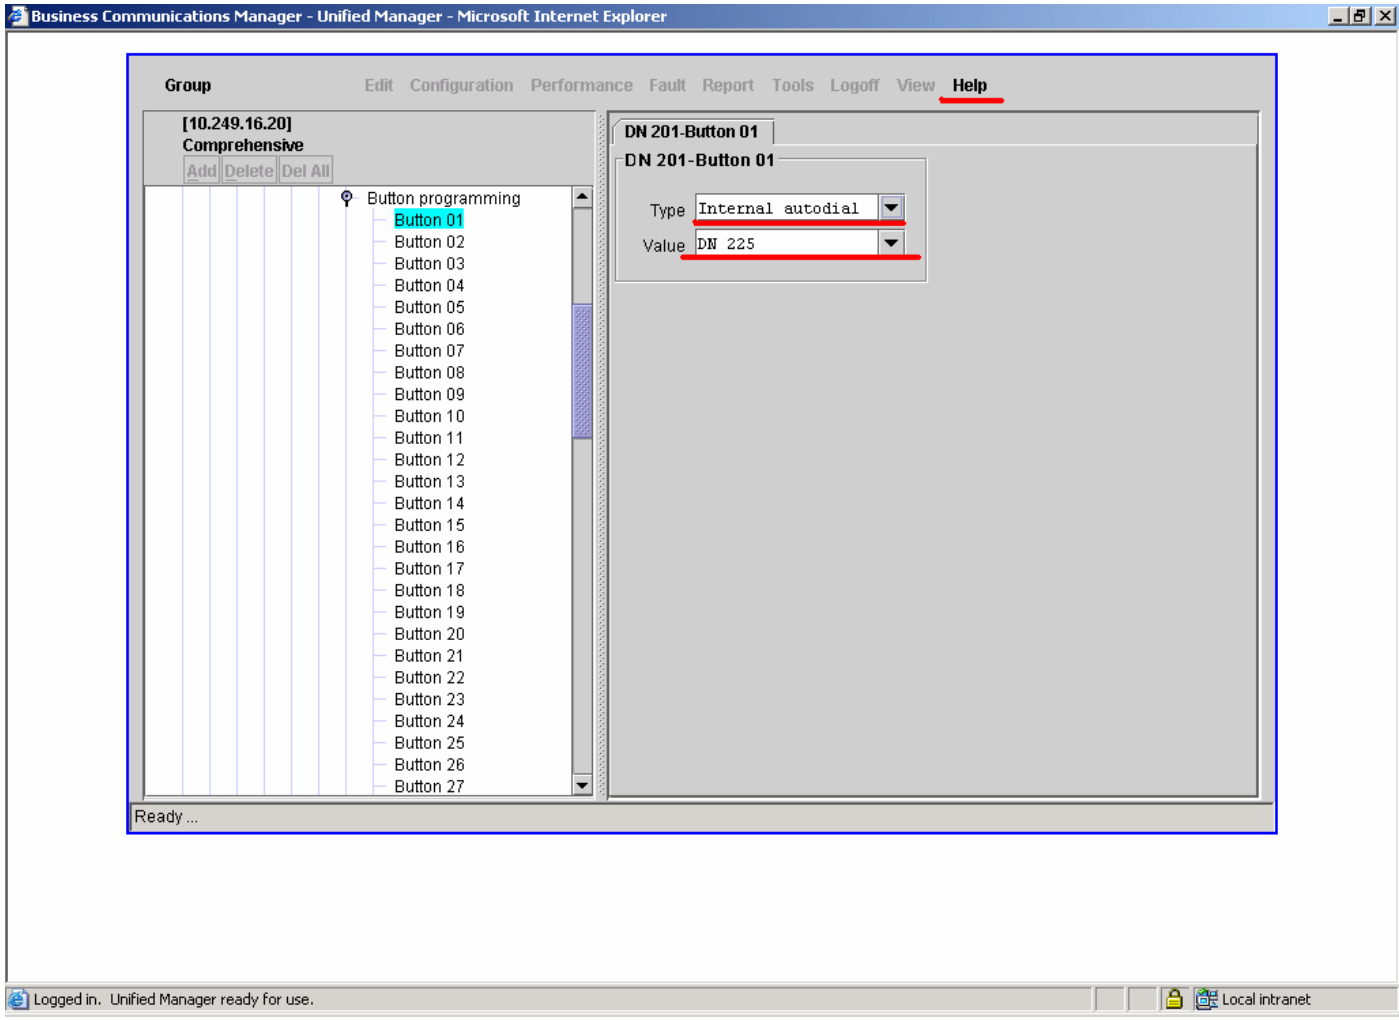 Business Communications Manager - Unified Manager - Microsoft Internet Explorer
Group Edit Configuration Performance Fault Report Tools Logoff View Help
[10.249.16.20]
Comprehensive
Add Delete Del All
Button programming
Button 01
Button 02
Button 03
Button 04
Button 05
Button 06
Button 07
Button 08
Button 09
Button 10
Button 11
Button 12
Button 13
Button 14
Button 15
Button 16
Button 17
Button 18
Button 19
Button 20
Button 21
Button 22
Button 23
Button 24
Button 25
Button 26
Button 27
DN 201-Button 01
DN 201-Button 01
Type Internal autodial
Value DN 225
Ready ...
Logged in. Unified Manager ready for use. Local intranet